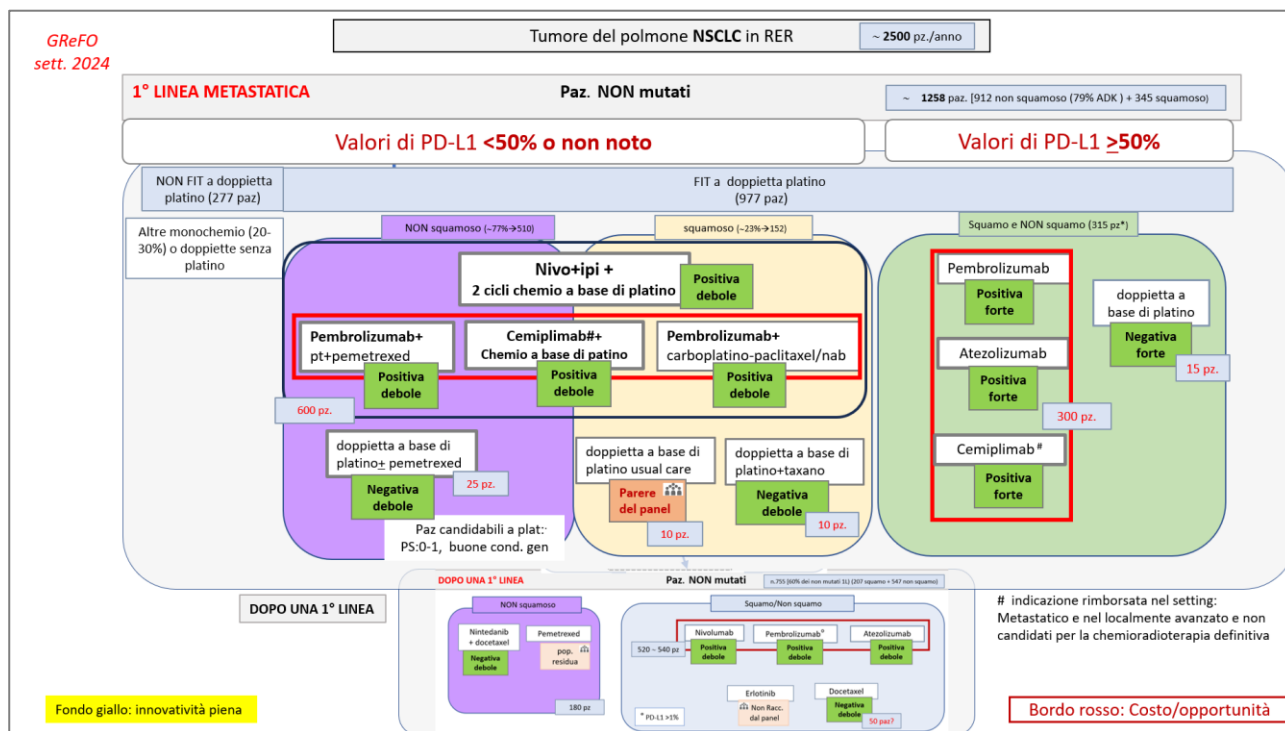 GReFO
sett. 2024
Tumore del polmone NSCLC in RER
~ 2500 pz./anno
1° LINEA METASTATICA
Paz. NON mutati
~ 1258 paz. [912 non squamoso (79% ADK ) + 345 squamoso)
Valori di PD-L1 <50% o non noto
Valori di PD-L1 ≥50%
NON FIT a doppietta
platino (277 paz)
FIT a doppietta platino
(977 paz)
Altre monochemio (20-
30%) o doppiette senza
platino
NON squamoso (~77%→510)
squamoso (~23%→152)
Squamo e NON squamo (315 pz*)
Nivo+ipi +
2 cicli chemio a base di platino
Positiva
debole
Pembrolizumab+
pt+pemetrexed
Positiva
debole
Cemiplimab#+
Chemio a base di patino
Positiva
debole
Pembrolizumab+
carboplatino-paclitaxel/nab
Positiva
debole
600 pz.
Pembrolizumab
Positiva
forte
Atezolizumab
Positiva
forte
300 pz.
Cemiplimab #
Positiva
forte
doppietta a
base di platino
Negativa
forte
15 pz.
doppietta a base di
platino± pemetrexed
Negativa
debole
25 pz.
Paz candidabili a plat:
PS:0-1, buone cond. gen
doppietta a base di
platino usual care
Parere
del panel
10 pz.
doppietta a base di
platino+taxano
Negativa
debole
10 pz.
DOPO UNA 1° LINEA
DOPO UNA 1° LINEA
Paz. NON mutati
n.755 [60% dei non mutati 1L) (207 squamo + 547 non squamo)
NON squamoso
Nintedanib
+ docetaxel
Negativa
debole
Pemetrexed
pop.
residua
180 pz
Squamo/Non squamo
520 ~ 540 pz
Nivolumab
Positiva
debole
Pembrolizumab°
Positiva
debole
Atezolizumab
Positiva
debole
Erlotinib
Non Racc.
dal panel
Docetaxel
Negativa
debole
50 paz?
° PD-L1 >1%
# indicazione rimborsata nel setting:
Metastatico e nel localmente avanzato e non
candidati per la chemioradioterapia definitiva
Fondo giallo: innovatività piena
Bordo rosso: Costo/opportunità